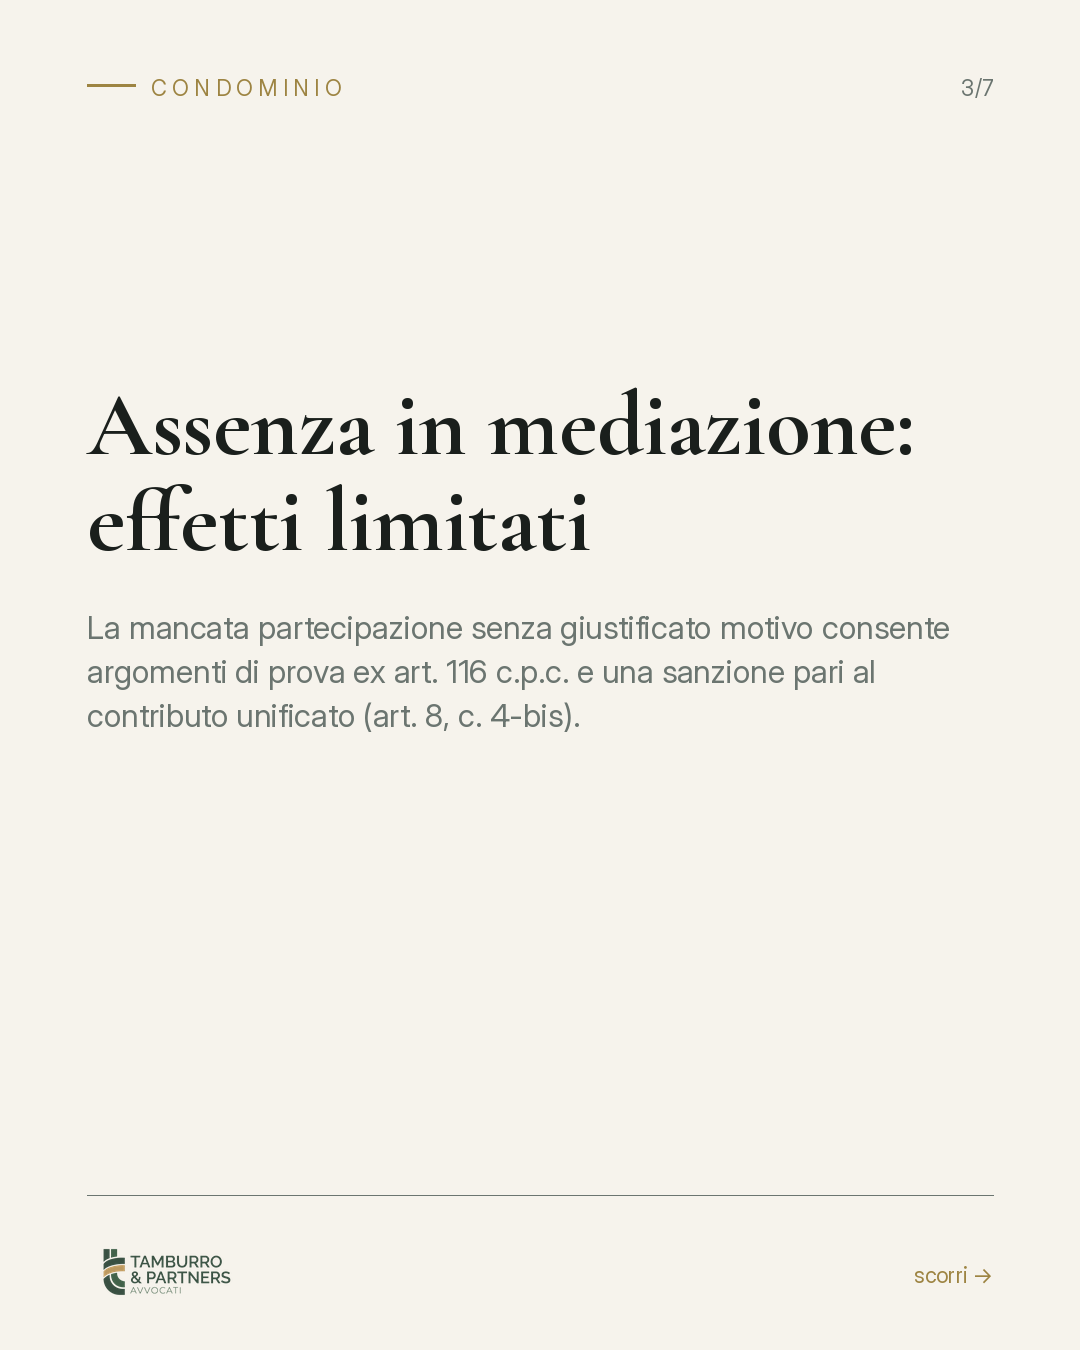 CONDOMINIO
3/7
Assenza in mediazione:
effetti limitati
La mancata partecipazione senza giustificato motivo consente
argomenti di prova ex art. 116 c.p.c. e una sanzione pari al
contributo unificato (art. 8, c. 4-bis).
TAMBURRO
& PARTNERS
AVVOCATI
scorri →